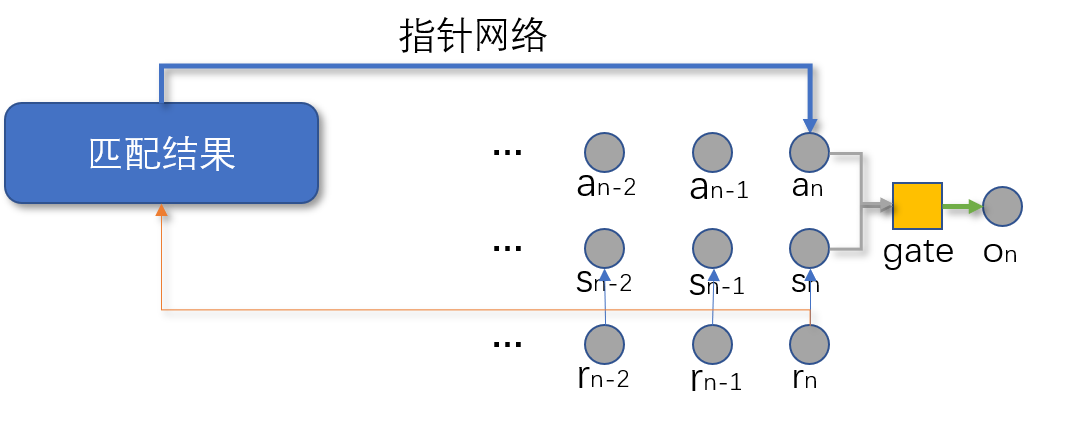 指针网络
匹配结果
...
an-2
an-1
an
...
sn-2
sn-1
sn
gate
on
...
rn-2
rn-1
rn